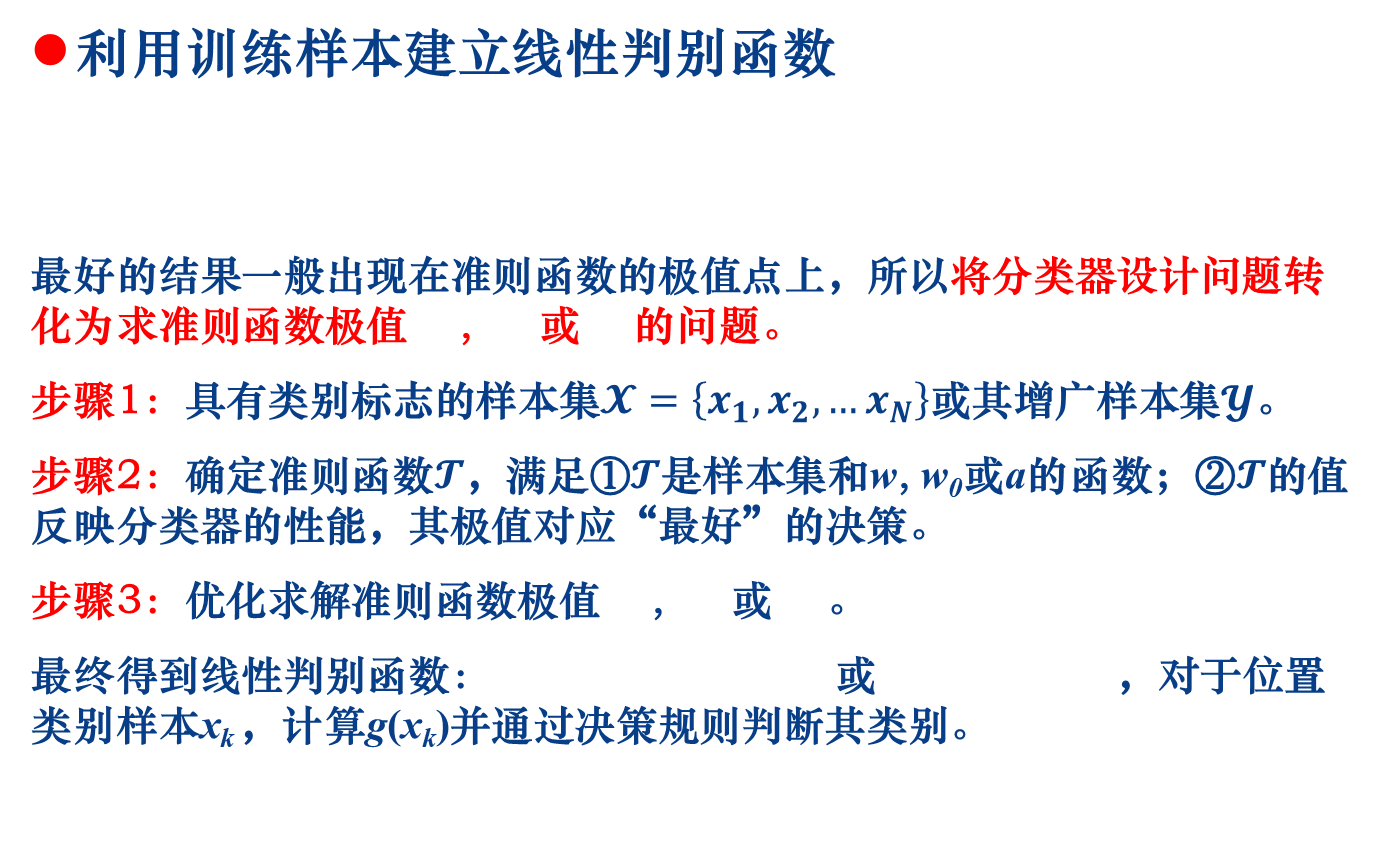 ●利用训练样本建立线性判别函数
最好的结果一般出现在准则函数的极值点上，所以将分类器设计问题转
化为求准则函数极值 , 或 的问题。
步骤1：具有类别标志的样本集𝒳 = {x₁, x₂, … x_N}或其增广样本集𝒴。
步骤2：确定准则函数𝒯，满足①𝒯是样本集和w, w₀或a的函数；②𝒯的值
反映分类器的性能，其极值对应“最好”的决策。
步骤3：优化求解准则函数极值 , 或 。
最终得到线性判别函数： 或 ，对于位置
类别样本xₖ，计算g(xₖ)并通过决策规则判断其类别。